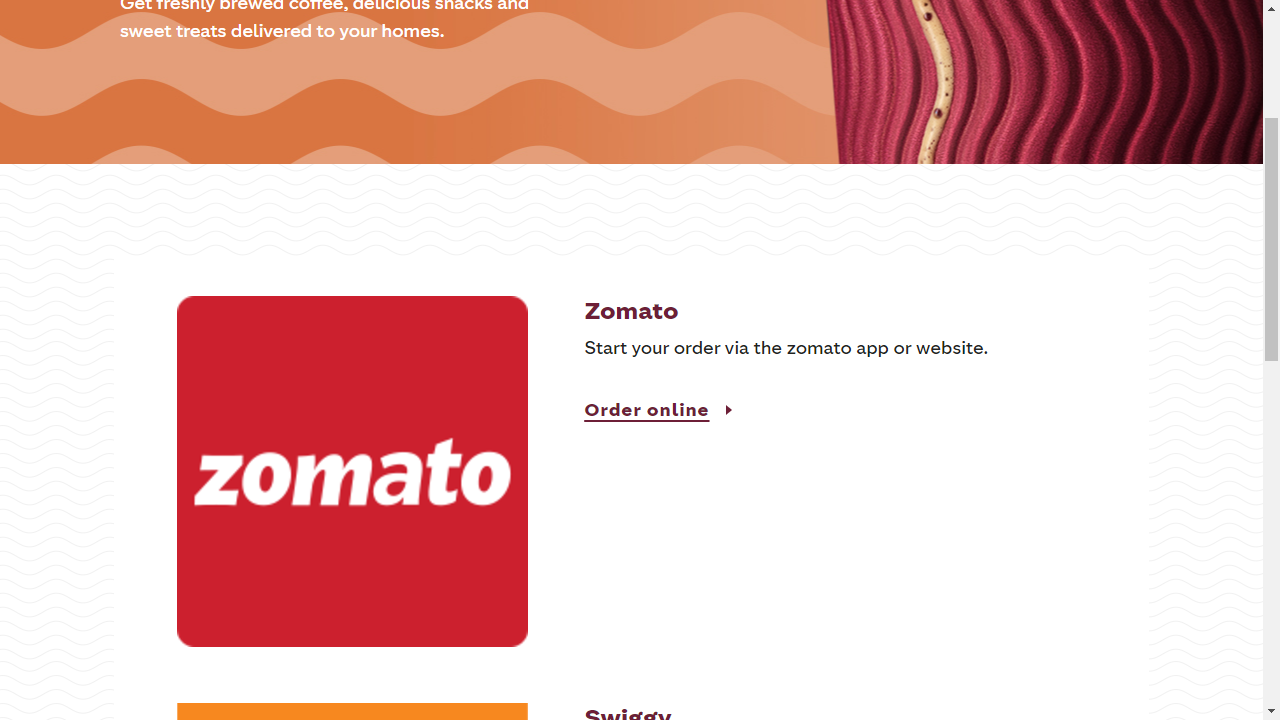 Get freshly brewed coffee, delicious snacks and
sweet treats delivered to your homes.
zomato
Zomato
Start your order via the zomato app or website.
Order online
Swiggy